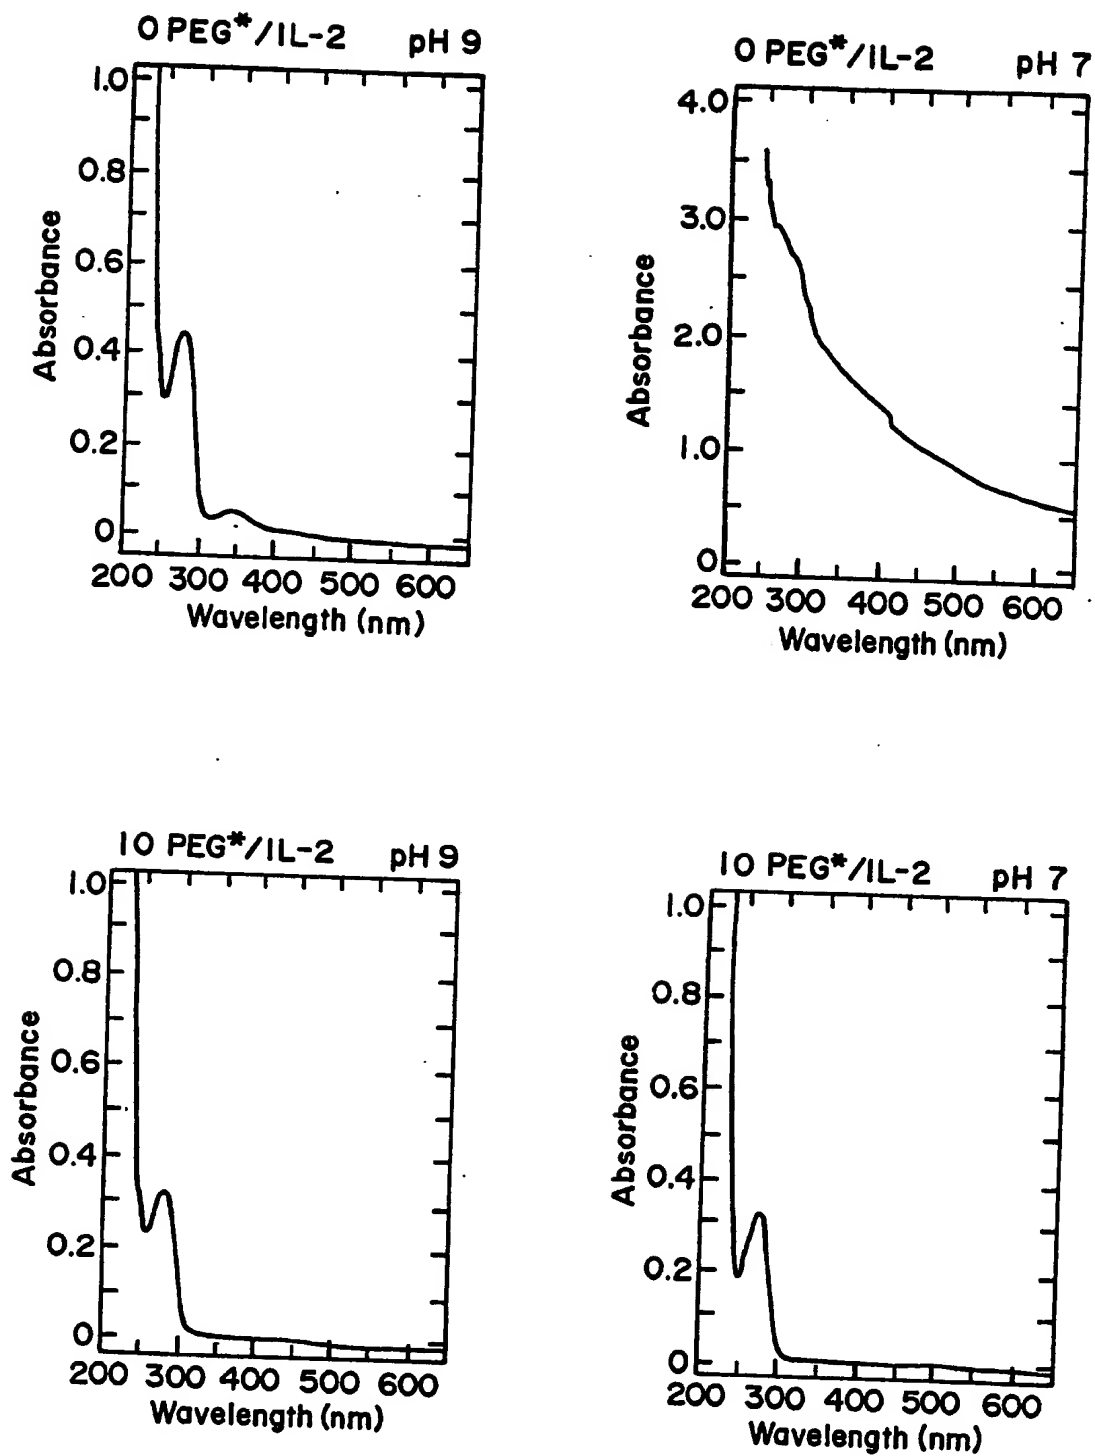 0 PEG*/IL-2 pH 9
1.0
0.8
0.6
0.4
0.2
0
Absorbance
200 300 400 500 600
Wavelength (nm)
0 PEG*/IL-2 pH 7
4.0
3.0
2.0
1.0
0
Absorbance
200 300 400 500 600
Wavelength (nm)
10 PEG*/IL-2 pH 9
1.0
0.8
0.6
0.4
0.2
0
Absorbance
200 300 400 500 600
Wavelength (nm)
10 PEG*/IL-2 pH 7
1.0
0.8
0.6
0.4
0.2
0
Absorbance
200 300 400 500 600
Wavelength (nm)